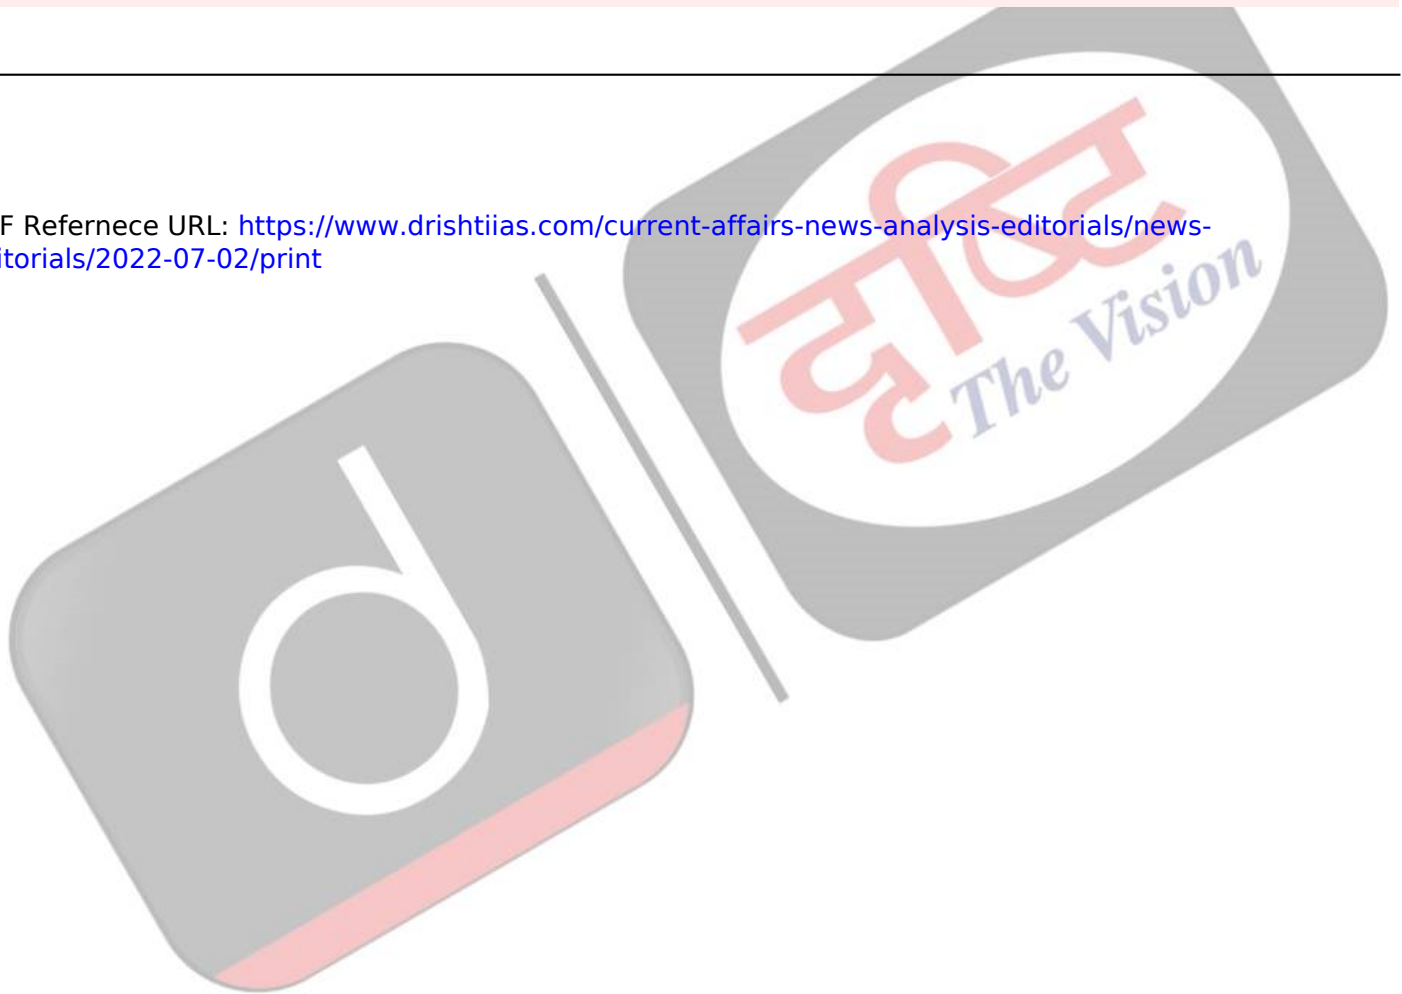 F Refernece URL: https://www.drishtiias.com/current-affairs-news-analysis-editorials/news-
itorials/2022-07-02/print
दृष्टि
The Vision
d